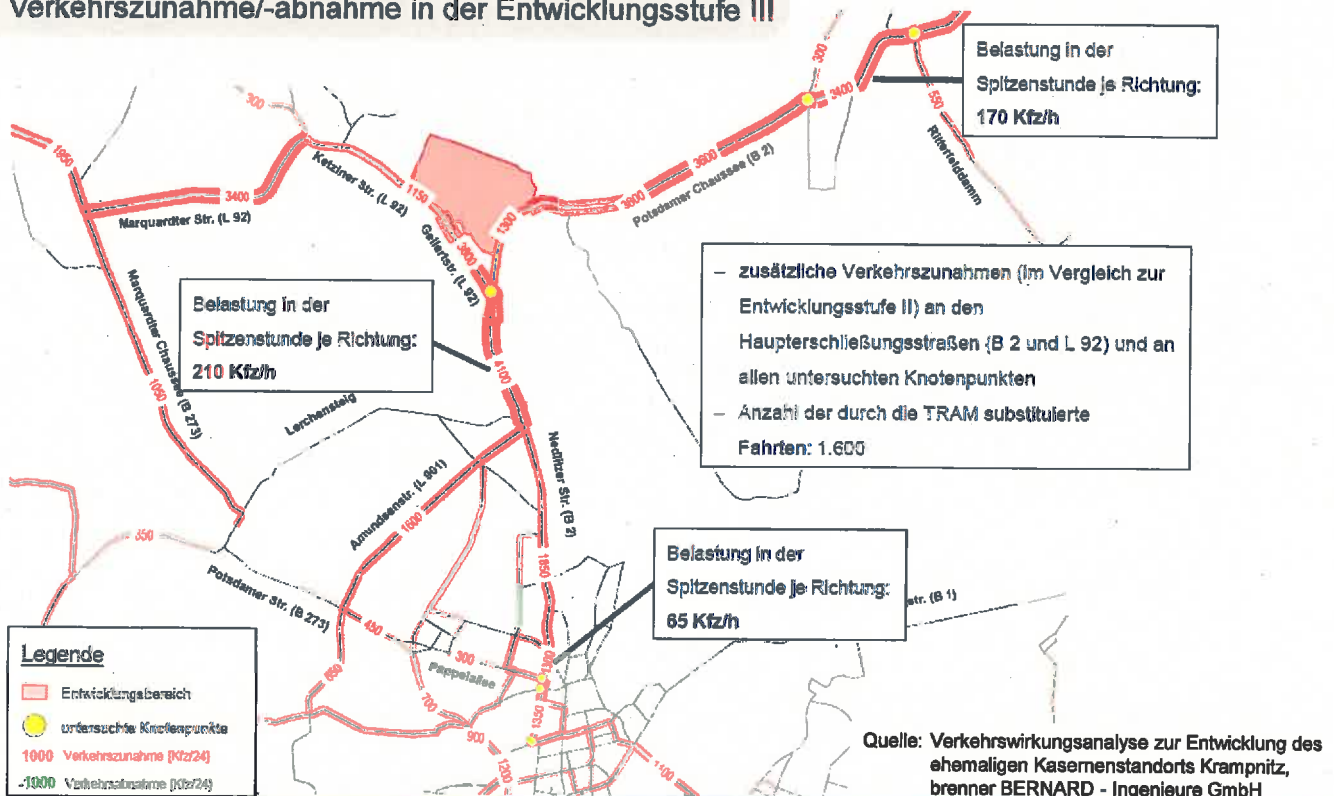 Verkehrszunahme/-abnahme in der Entwicklungsstufe III
Belastung in der
Spitzenstunde je Richtung:
170 Kfz/h
300
3400
550
Ritterfelddamm
3600
3600
Potsdamer Chaussee (B 2)
300
1950
3400
Marquardter Str. (L 92)
Ketziner Str. (L 92)
1150
1300
3600
Gellertstr. (L 92)
Marquardter Chaussee (B 273)
1050
Belastung in der
Spitzenstunde je Richtung:
210 Kfz/h
4100
– zusätzliche Verkehrszunahmen (im Vergleich zur
Entwicklungsstufe II) an den
Haupterschließungsstraßen (B 2 und L 92) und an
allen untersuchten Knotenpunkten
– Anzahl der durch die TRAM substituierte
Fahrten: 1.600
Lerchensteig
Amundsenstr. (L 901)
1600
Nedlitzer Str. (B 2)
1850
350
Potsdamer Str. (B 273)
450
300
Pappelallee
700
900
1200
1300
1350
1100
Belastung in der
Spitzenstunde je Richtung:
65 Kfz/h
str. (B 1)
Legende
Entwicklungsbereich
untersuchte Knotenpunkte
1000 Verkehrszunahme [Kfz/24]
-1000 Verkehrsabnahme [Kfz/24]
Quelle: Verkehrswirkungsanalyse zur Entwicklung des
ehemaligen Kasernenstandorts Krampnitz,
brenner BERNARD - Ingenieure GmbH